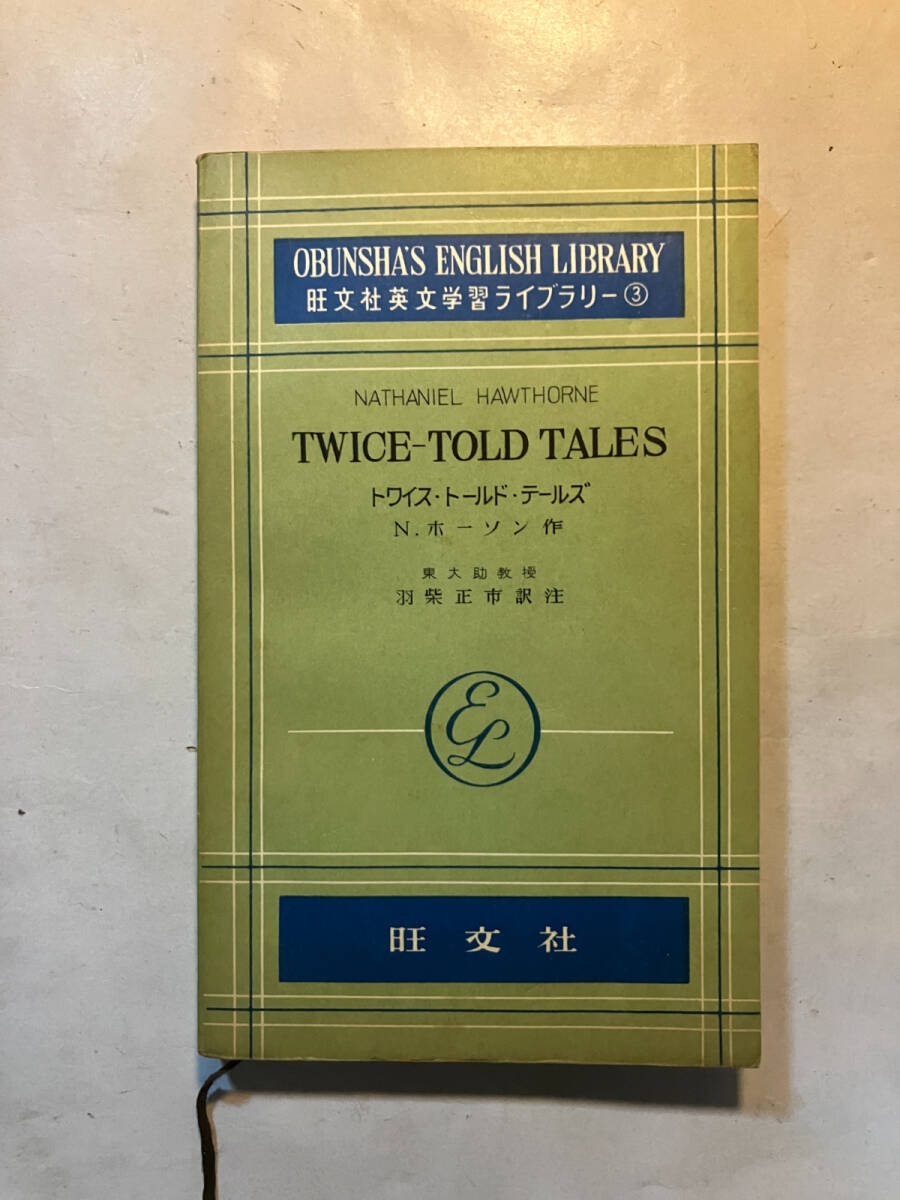 OBUNSHA'S ENGLISH LIBRARY
旺文社英文学習ライブラリー③
NATHANIEL HAWTHORNE
TWICE-TOLD TALES
トワイス・トールド・テールズ
N.ホーソン作
東大助教授
羽柴正市訳注
EL
旺文社